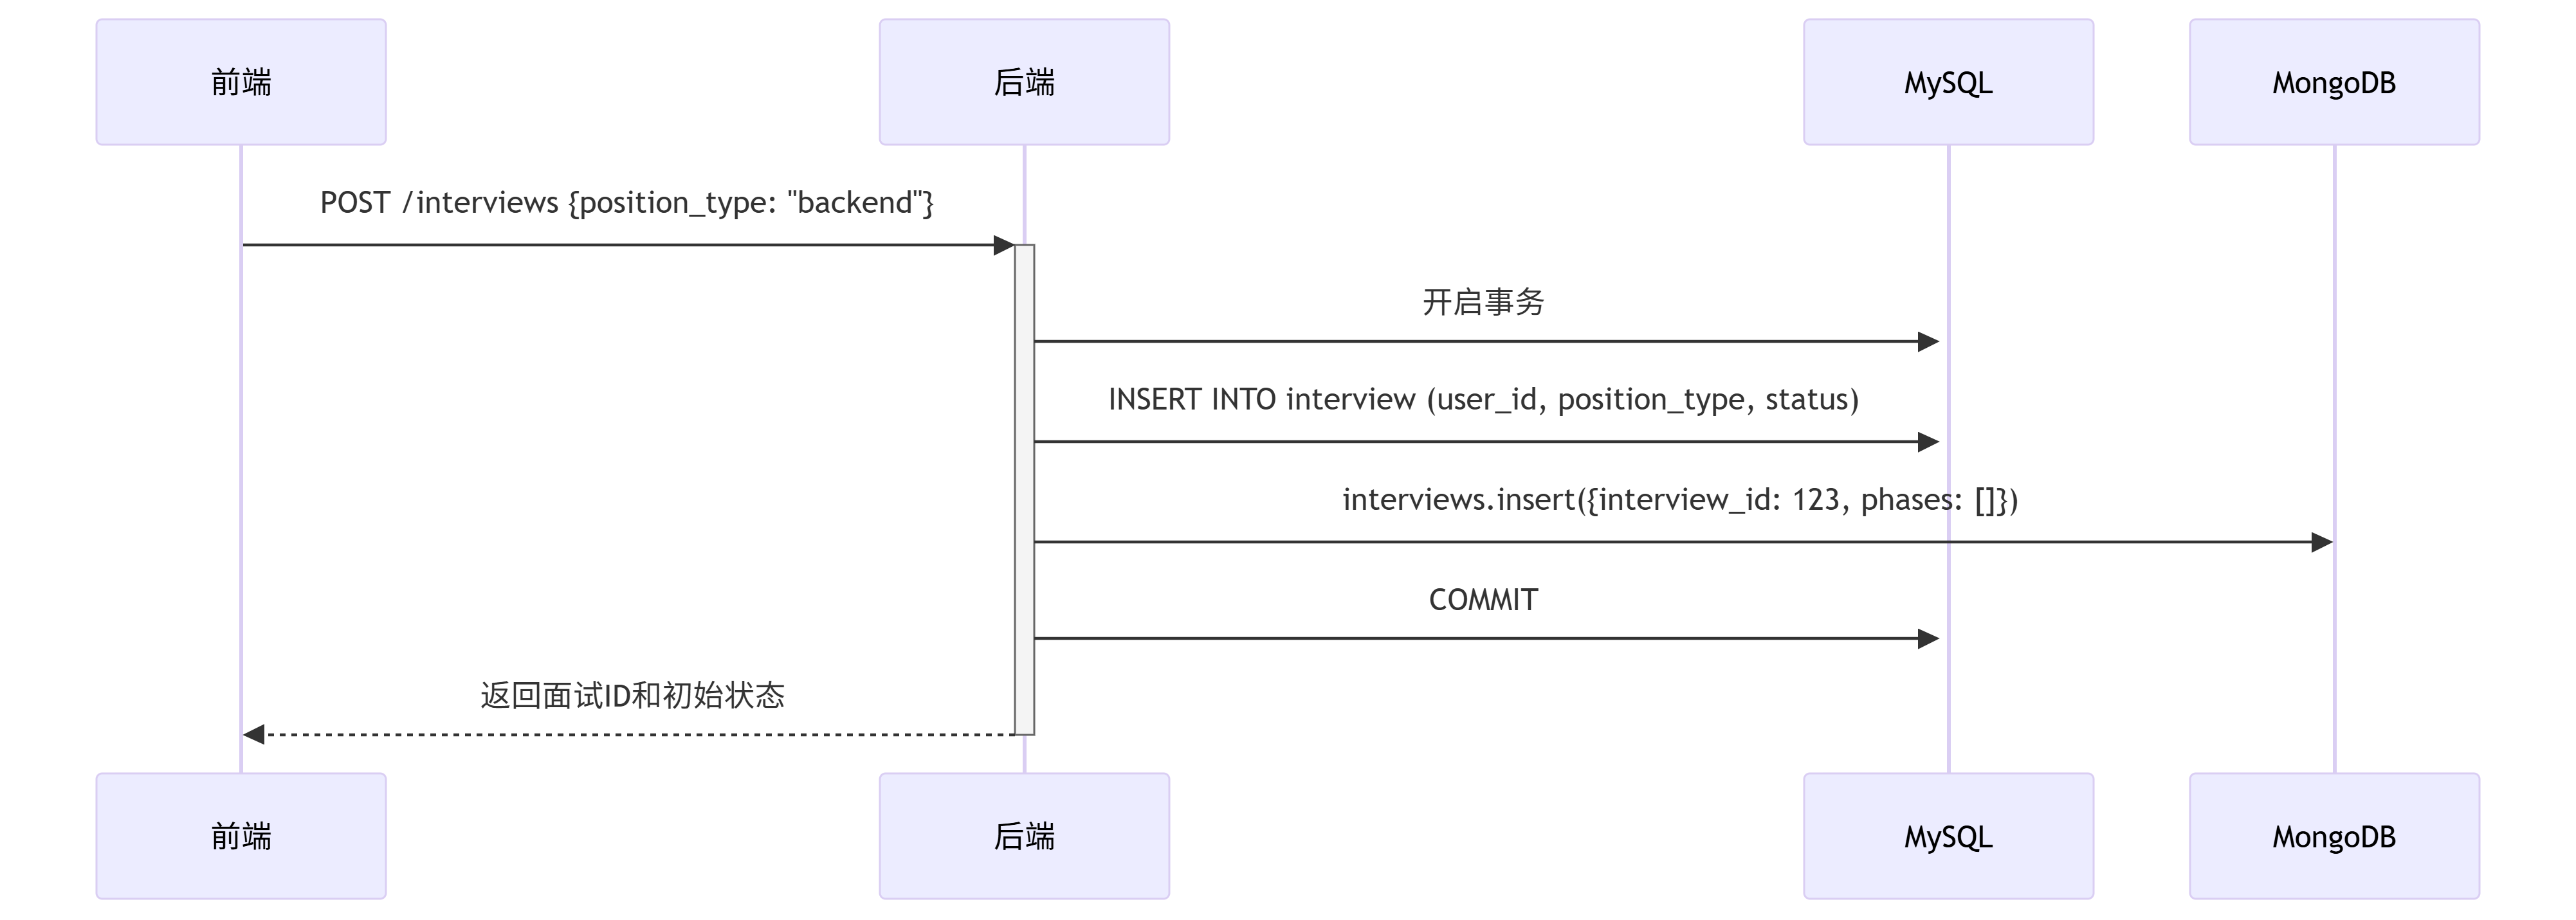 前端
后端
MySQL
MongoDB
POST /interviews {position_type: "backend"}
开启事务
INSERT INTO interview (user_id, position_type, status)
interviews.insert({interview_id: 123, phases: []})
COMMIT
返回面试ID和初始状态
前端
后端
MySQL
MongoDB